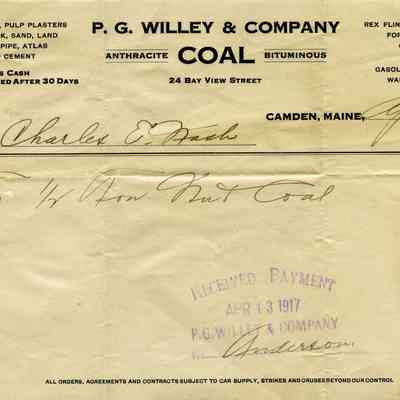 , PULP PLASTERS
K, SAND, LAND
PIPE, ATLAS
CEMENT
S CASH
ED AFTER 30 DAYS
P. G. WILLEY & COMPANY
ANTHRACITE COAL BITUMINOUS
24 BAY VIEW STREET
REX FLIN
FOR
GASOL
WA
CAMDEN, MAINE,
Charles E. Nash
1/2 Ton Nut Coal
RECEIVED PAYMENT
APR 13 1917
P. G. WILLEY & COMPANY
Anderson
ALL ORDERS, AGREEMENTS AND CONTRACTS SUBJECT TO CAR SUPPLY, STRIKES AND CAUSES BEYOND OUR CONTROL